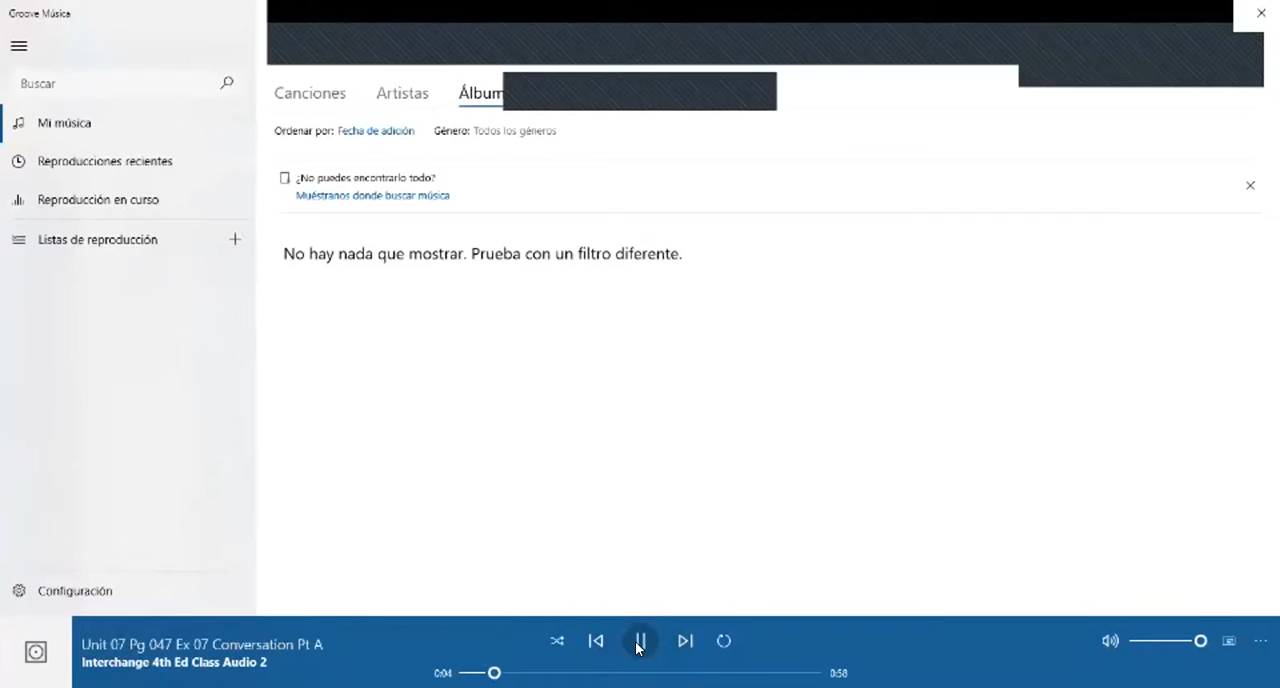 Groove Música
Buscar
Mi música
Reproducciones recientes
Reproducción en curso
Listas de reproducción
Configuración
Canciones Artistas Álbum
Ordenar por: Fecha de adición Género: Todos los géneros
¿No puedes encontrarlo todo?
Muéstranos donde buscar música
No hay nada que mostrar. Prueba con un filtro diferente.
Unit 07 Pg 047 Ex 07 Conversation Pt A
Interchange 4th Ed Class Audio 2
0:04 0:58